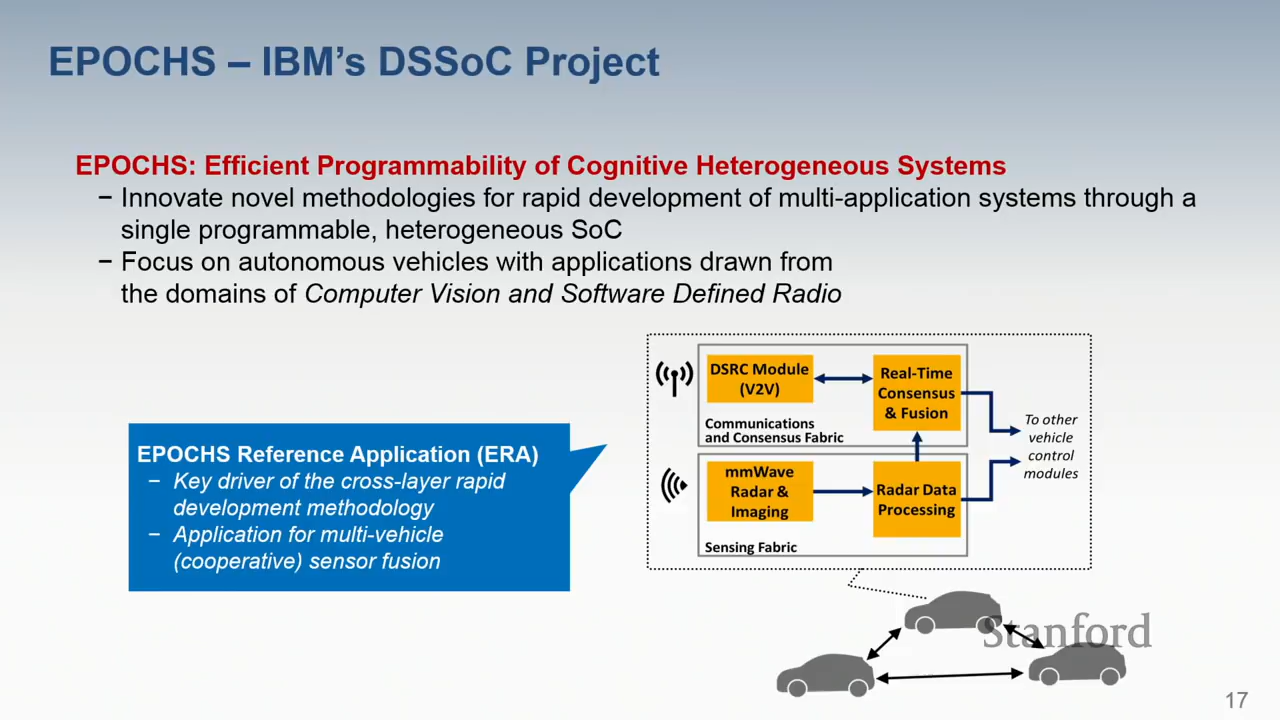 EPOCHS – IBM's DSSoC Project
EPOCHS: Efficient Programmability of Cognitive Heterogeneous Systems
− Innovate novel methodologies for rapid development of multi-application systems through a
single programmable, heterogeneous SoC
− Focus on autonomous vehicles with applications drawn from
the domains of Computer Vision and Software Defined Radio
EPOCHS Reference Application (ERA)
− Key driver of the cross-layer rapid
development methodology
− Application for multi-vehicle
(cooperative) sensor fusion
DSRC Module
(V2V)
Real-Time
Consensus
& Fusion
Communications
and Consensus Fabric
mmWave
Radar &
Imaging
Radar Data
Processing
Sensing Fabric
To other
vehicle
control
modules
Stanford
17